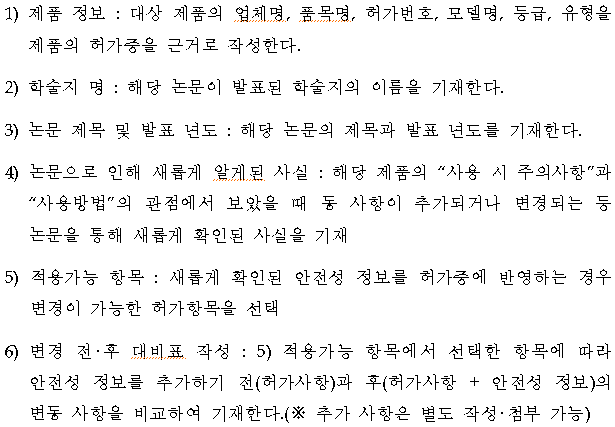 1) 제품 정보 : 대상 제품의 업체명, 품목명, 허가번호, 모델명, 등급, 유형을
제품의 허가증을 근거로 작성한다.
2) 학술지 명 : 해당 논문이 발표된 학술지의 이름을 기재한다.
3) 논문 제목 및 발표 년도 : 해당 논문의 제목과 발표 년도를 기재한다.
4) 논문으로 인해 새롭게 알게된 사실 : 해당 제품의 “사용 시 주의사항”과
“사용방법”의 관점에서 보았을 때 동 사항이 추가되거나 변경되는 등
논문을 통해 새롭게 확인된 사실을 기재
5) 적용가능 항목 : 새롭게 확인된 안전성 정보를 허가증에 반영하는 경우
변경이 가능한 허가항목을 선택
6) 변경 전·후 대비표 작성 : 5) 적용가능 항목에서 선택한 항목에 따라
안전성 정보를 추가하기 전(허가사항)과 후(허가사항 + 안전성 정보)의
변동 사항을 비교하여 기재한다.(※ 추가 사항은 별도 작성·첨부 가능)